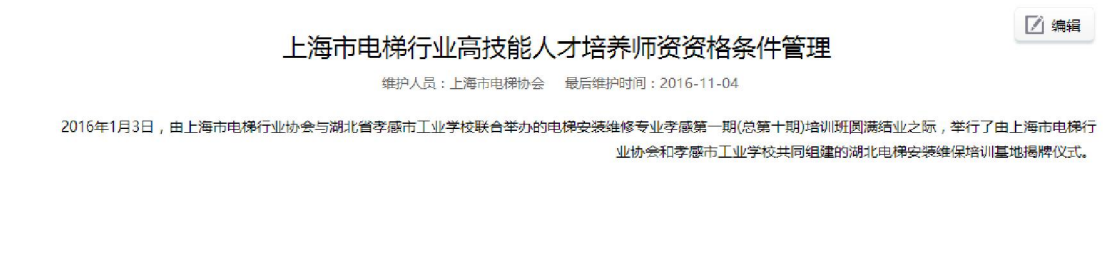 编辑
上海市电梯行业高技能人才培养师资资格条件管理
维护人员：上海市电梯协会 最后维护时间：2016-11-04
2016年1月3日，由上海市电梯行业协会与湖北省孝感市工业学校联合举办的电梯安装维修专业孝感第一期(总第十期)培训班圆满结业之际，举行了由上海市电梯行
业协会和孝感市工业学校共同组建的湖北电梯安装维保培训基地揭牌仪式。